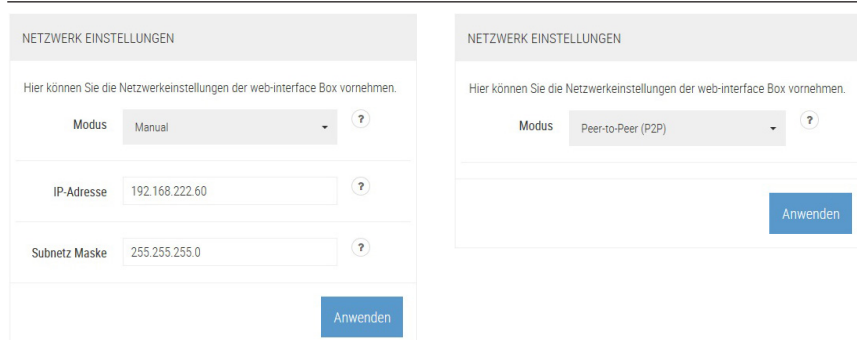 NETZWERK EINSTELLUNGEN
Hier können Sie die Netzwerkeinstellungen der web-interface Box vornehmen.
Modus Manual ?
IP-Adresse 192.168.222.60 ?
Subnetz Maske 255.255.255.0 ?
Anwenden
NETZWERK EINSTELLUNGEN
Hier können Sie die Netzwerkeinstellungen der web-interface Box vornehmen.
Modus Peer-to-Peer (P2P) ?
Anwenden